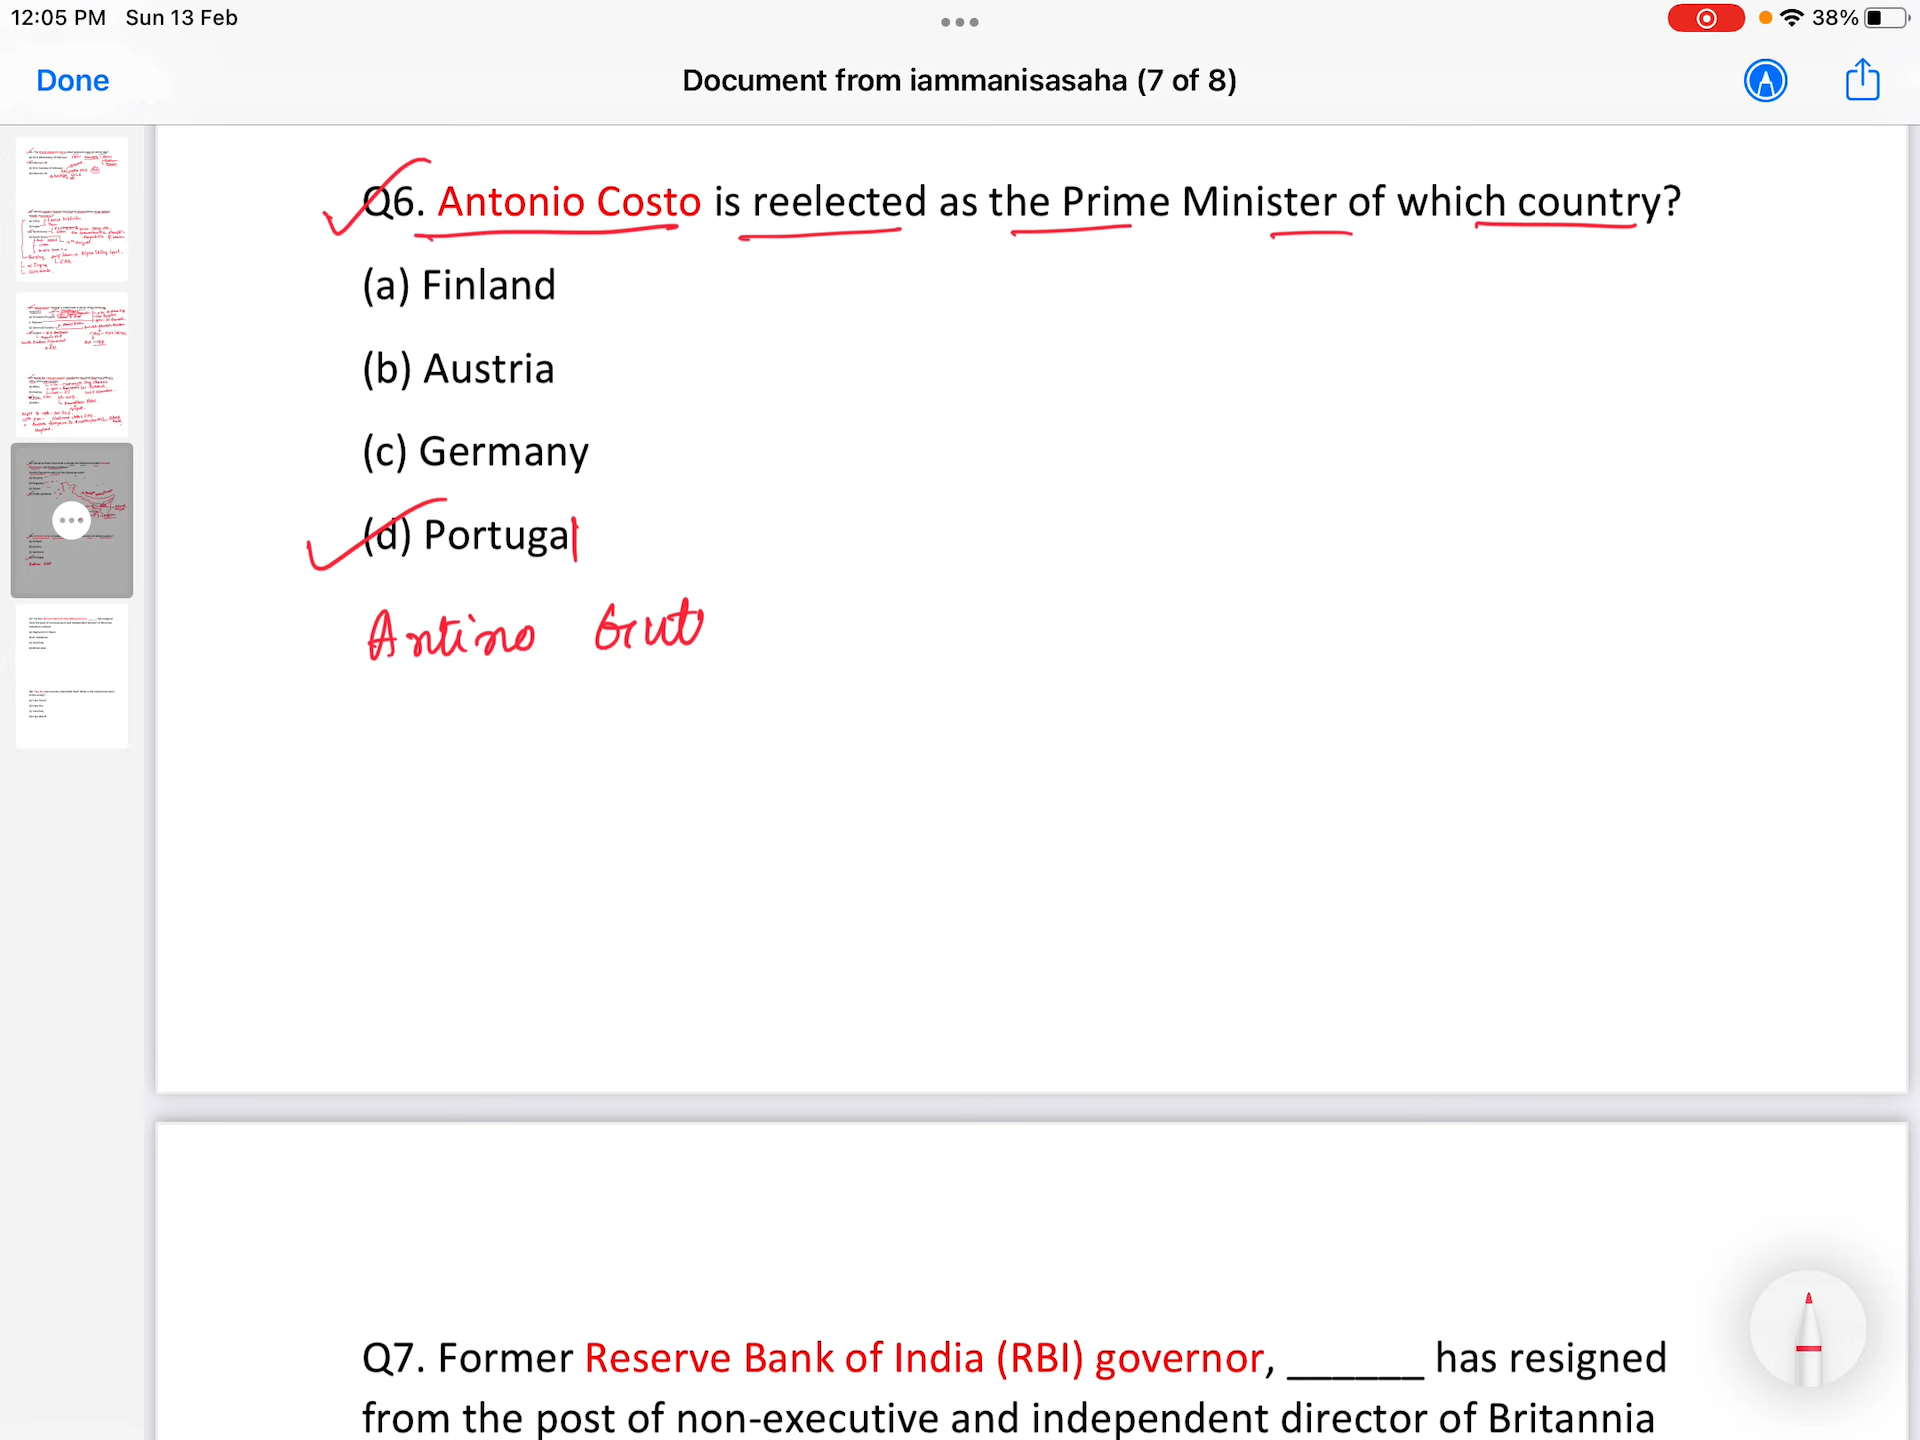 12:05 PM Sun 13 Feb
38%
Done
Document from iammanisasaha (7 of 8)
Q6. Antonio Costo is reelected as the Prime Minister of which country?
(a) Finland
(b) Austria
(c) Germany
(d) Portugal
Antino Gut
Q7. Former Reserve Bank of India (RBI) governor, ______ has resigned
from the post of non-executive and independent director of Britannia